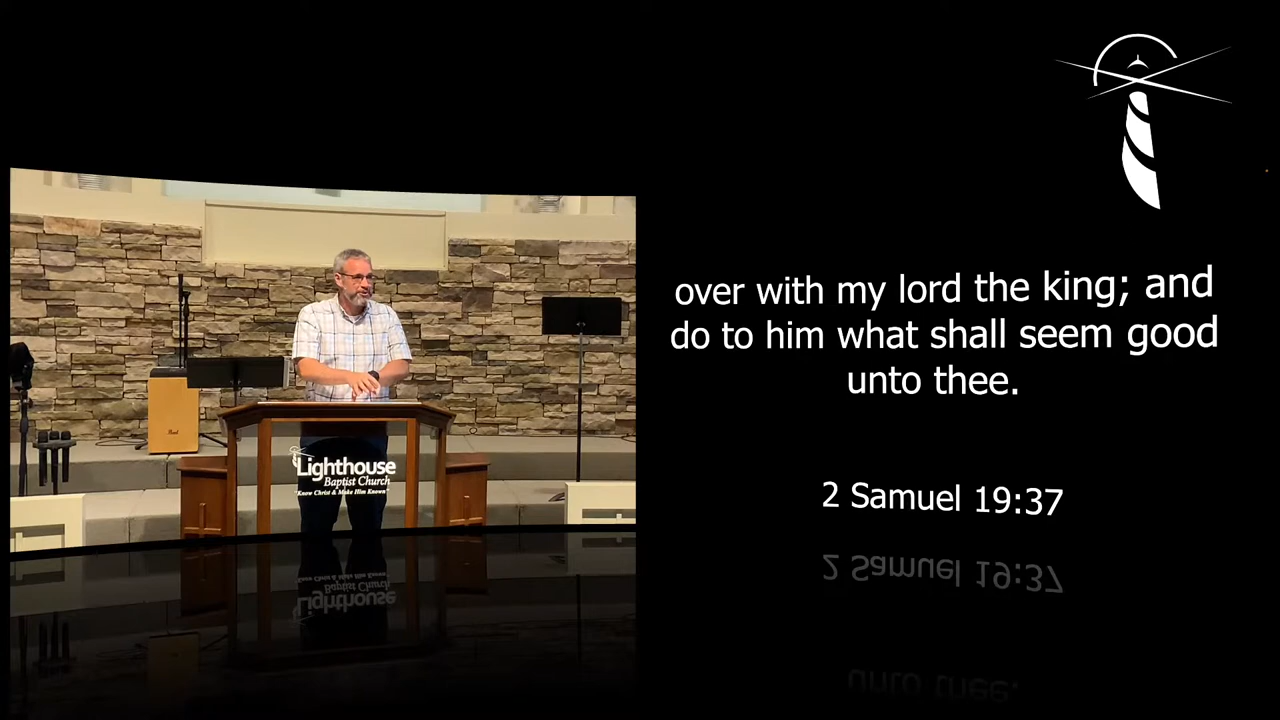 over with my lord the king; and
do to him what shall seem good
unto thee.
2 Samuel 19:37
Lighthouse
Baptist Church
"Know Christ & Make Him Known"
Pearl